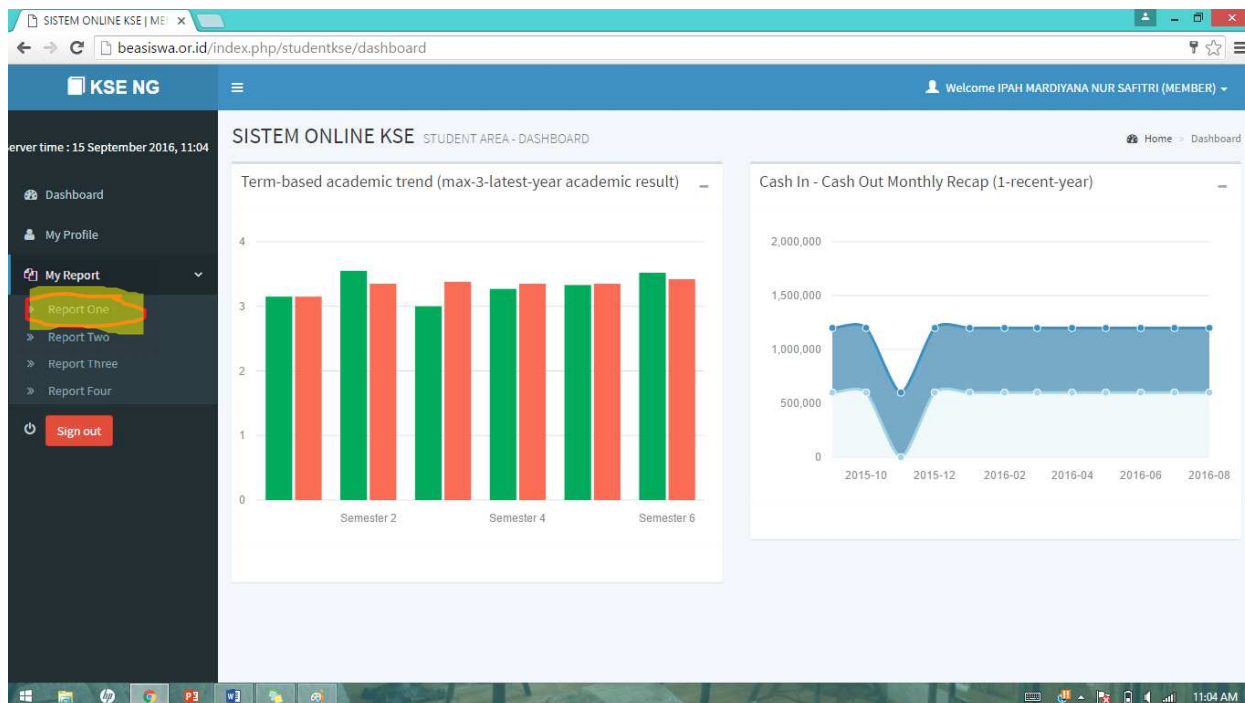 SISTEM ONLINE KSE | ME
beasiswa.or.id/index.php/studentkse/dashboard
KSE NG
Welcome IPAH MARDIYANA NUR SAFITRI (MEMBER)
erver time : 15 September 2016, 11:04
SISTEM ONLINE KSE STUDENT AREA - DASHBOARD
Home > Dashboard
Dashboard
My Profile
My Report
Report One
Report Two
Report Three
Report Four
Sign out
Term-based academic trend (max-3-latest-year academic result)
4
3
2
1
0
Semester 2 Semester 4 Semester 6
Cash In - Cash Out Monthly Recap (1-recent-year)
2,000,000
1,500,000
1,000,000
500,000
0
2015-10 2015-12 2016-02 2016-04 2016-06 2016-08
11:04 AM